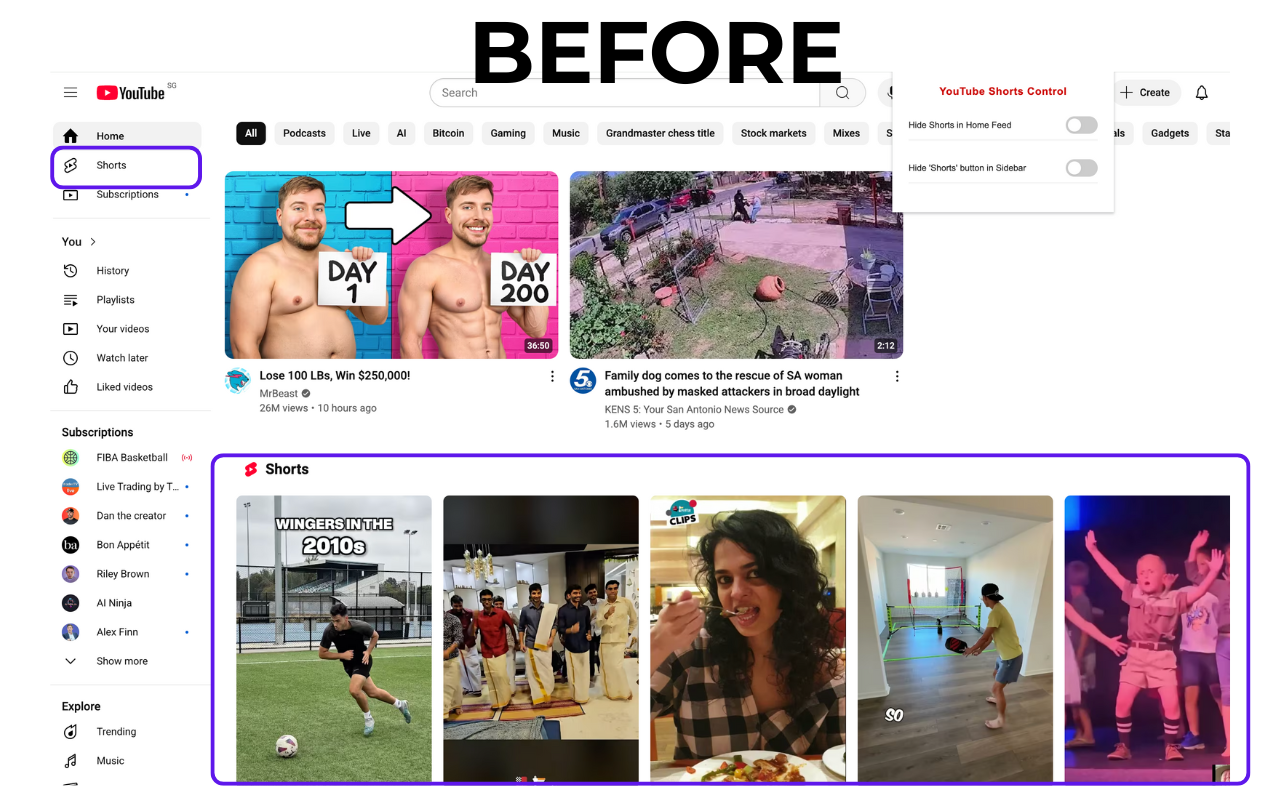 BEFORE
YouTube SG
Search
Create
YouTube Shorts Control
Hide Shorts in Home Feed
Hide 'Shorts' button in Sidebar
Home
Shorts
Subscriptions
You
History
Playlists
Your videos
Watch later
Liked videos
Subscriptions
FIBA Basketball
Live Trading by T...
Dan the creator
ba
Bon Appétit
Riley Brown
AI Ninja
Alex Finn
Show more
Explore
Trending
Music
All Podcasts Live AI Bitcoin Gaming Music Grandmaster chess title Stock markets Mixes S als Gadgets Sta
DAY
1
DAY
200
36:50
Lose 100 LBs, Win $250,000!
MrBeast
26M views • 10 hours ago
2:12
5
Family dog comes to the rescue of SA woman
ambushed by masked attackers in broad daylight
KENS 5: Your San Antonio News Source
1.6M views • 5 days ago
Shorts
WINGERS IN THE
2010s
CLIPS
SO